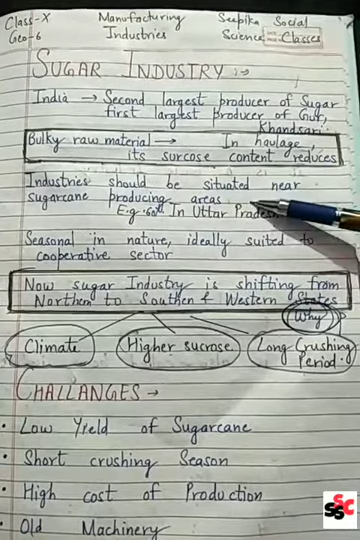 Class-X Manufacturing Deepika Social
Geo-6 Industries Science Classes
SUGAR INDUSTRY :→
India → Second largest producer of Sugar
first largest producer of Gur,
Khandsari
Bulky raw material → In haulage,
its surcose content reduces
Industries should be situated near
sugarcane producing areas
E.g. 60% In Uttar Pradesh
Seasonal in nature, ideally suited to
cooperative sector
Now sugar Industry is shifting from
Northern to Southern & Western States
Why
Climate Higher sucrose Long Crushing
Period.
CHALLANGES →
• Low Yield of Sugarcane
• Short crushing Season
• High cost of Production
• Old Machinery
SSC